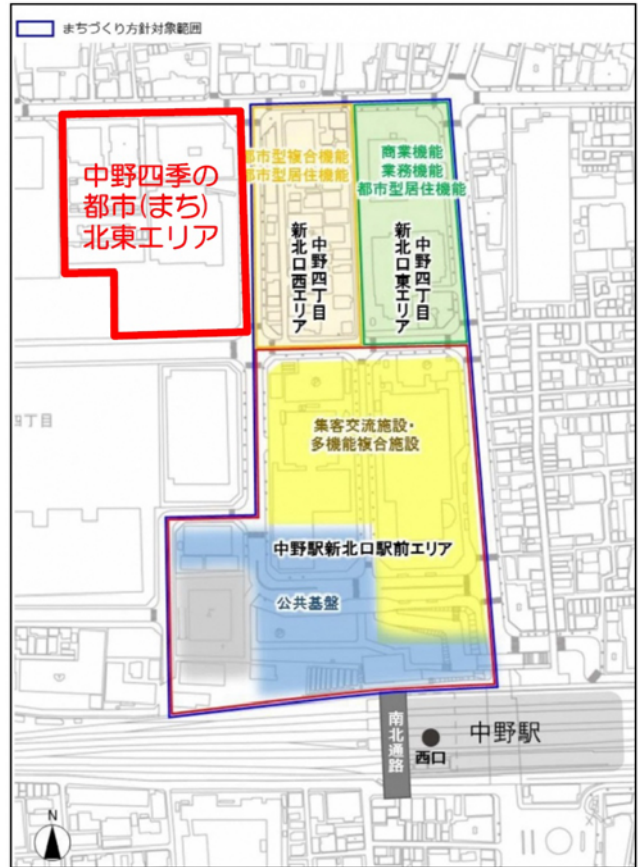 まちづくり方針対象範囲
中野四季の
都市(まち)
北東エリア
都市型複合機能
都市型居住機能
商業機能
業務機能
都市型居住機能
中野四丁目
新北口西エリア
中野四丁目
新北口東エリア
四丁目
集客交流施設・
多機能複合施設
中野駅新北口駅前エリア
公共基盤
南北通路
西口
中野駅
N